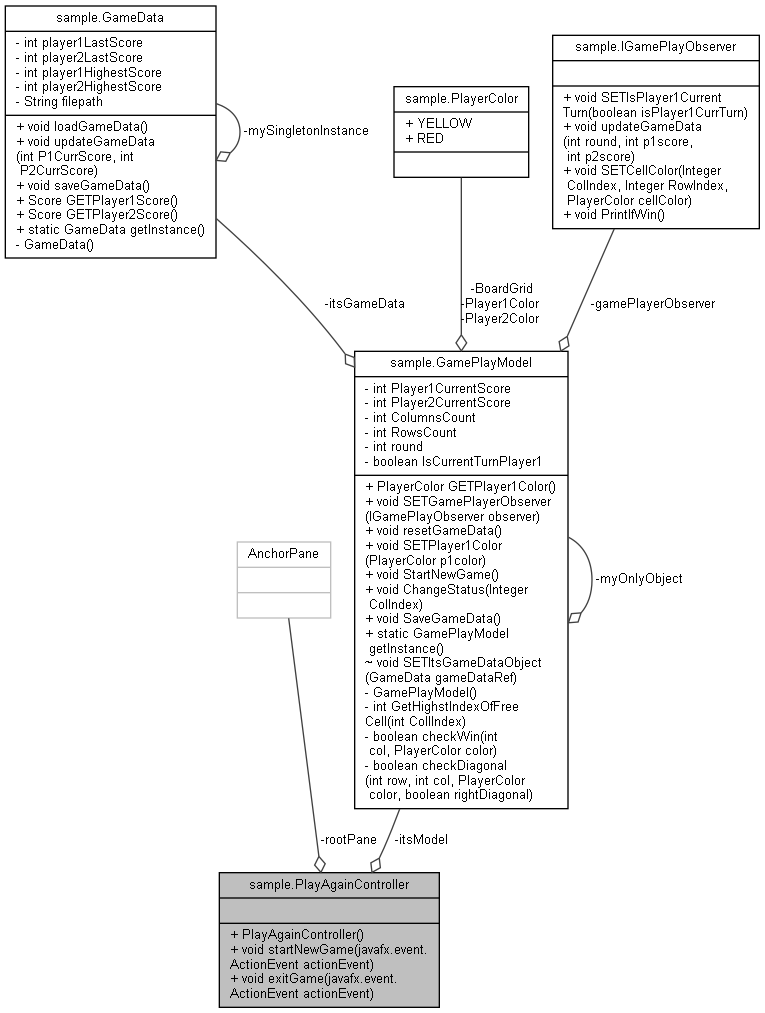 sample.GameData
- int player1LastScore
- int player2LastScore
- int player1HighestScore
- int player2HighestScore
- String filepath
+ void loadGameData()
+ void updateGameData
(int P1CurrScore, int
P2CurrScore)
+ void saveGameData()
+ Score GETPlayer1Score()
+ Score GETPlayer2Score()
+ static GameData getInstance()
- GameData()
-mySingletonInstance
sample.PlayerColor
+ YELLOW
+ RED
sample.IGamePlayObserver
+ void SETIsPlayer1Current
Turn(boolean isPlayer1CurrTurn)
+ void updateGameData
(int round, int p1score,
int p2score)
+ void SETCellColor(Integer
ColIndex, Integer RowIndex,
PlayerColor cellColor)
+ void PrintIfWin()
-itsGameData
-BoardGrid
-Player1Color
-Player2Color
-gamePlayerObserver
sample.GamePlayModel
- int Player1CurrentScore
- int Player2CurrentScore
- int ColumnsCount
- int RowsCount
- int round
- boolean IsCurrentTurnPlayer1
+ PlayerColor GETPlayer1Color()
+ void SETGamePlayerObserver
(IGamePlayObserver observer)
+ void resetGameData()
+ void SETPlayer1Color
(PlayerColor p1color)
+ void StartNewGame()
+ void ChangeStatus(Integer
ColIndex)
+ void SaveGameData()
+ static GamePlayModel
getInstance()
~ void SETItsGameDataObject
(GameData gameDataRef)
- GamePlayModel()
- int GetHighstIndexOfFree
Cell(int CollIndex)
- boolean checkWin(int
col, PlayerColor color)
- boolean checkDiagonal
(int row, int col, PlayerColor
color, boolean rightDiagonal)
-myOnlyObject
AnchorPane
-rootPane
-itsModel
sample.PlayAgainController
+ PlayAgainController()
+ void startNewGame(javafx.event.
ActionEvent actionEvent)
+ void exitGame(javafx.event.
ActionEvent actionEvent)